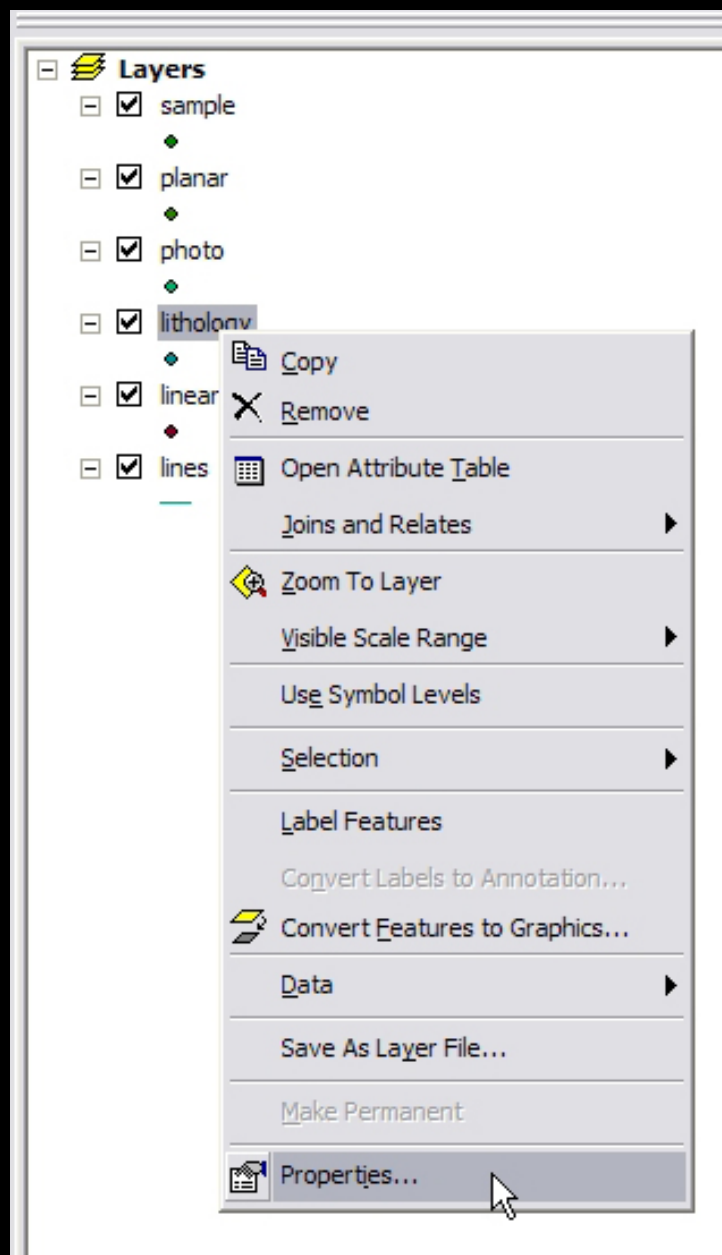 Layers
sample
planar
photo
lithology
linear
lines
Copy
Remove
Open Attribute Table
Joins and Relates
Zoom To Layer
Visible Scale Range
Use Symbol Levels
Selection
Label Features
Convert Labels to Annotation...
Convert Features to Graphics...
Data
Save As Layer File...
Make Permanent
Properties...